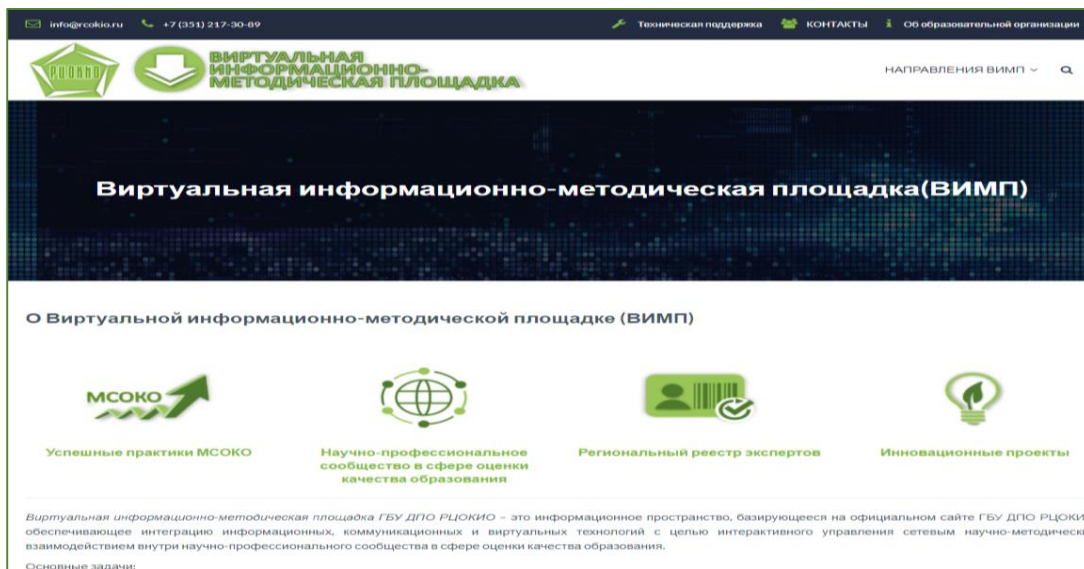 info@rcokio.ru +7 (351) 217-30-89 Техническая поддержка КОНТАКТЫ Об образовательной организации
РЦОКИО
ВИРТУАЛЬНАЯ
ИНФОРМАЦИОННО-
МЕТОДИЧЕСКАЯ ПЛОЩАДКА
НАПРАВЛЕНИЯ ВИМП
Виртуальная информационно-методическая площадка(ВИМП)
О Виртуальной информационно-методической площадке (ВИМП)
МСОКО
Успешные практики МСОКО
Научно-профессиональное
сообщество в сфере оценки
качества образования
Региональный реестр экспертов
Инновационные проекты
Виртуальная информационно-методическая площадка ГБУ ДПО РЦОКИО – это информационное пространство, базирующееся на официальном сайте ГБУ ДПО РЦОКИ
обеспечивающее интеграцию информационных, коммуникационных и виртуальных технологий с целью интерактивного управления сетевым научно-методически
взаимодействием внутри научно-профессионального сообщества в сфере оценки качества образования.
Основные задачи: